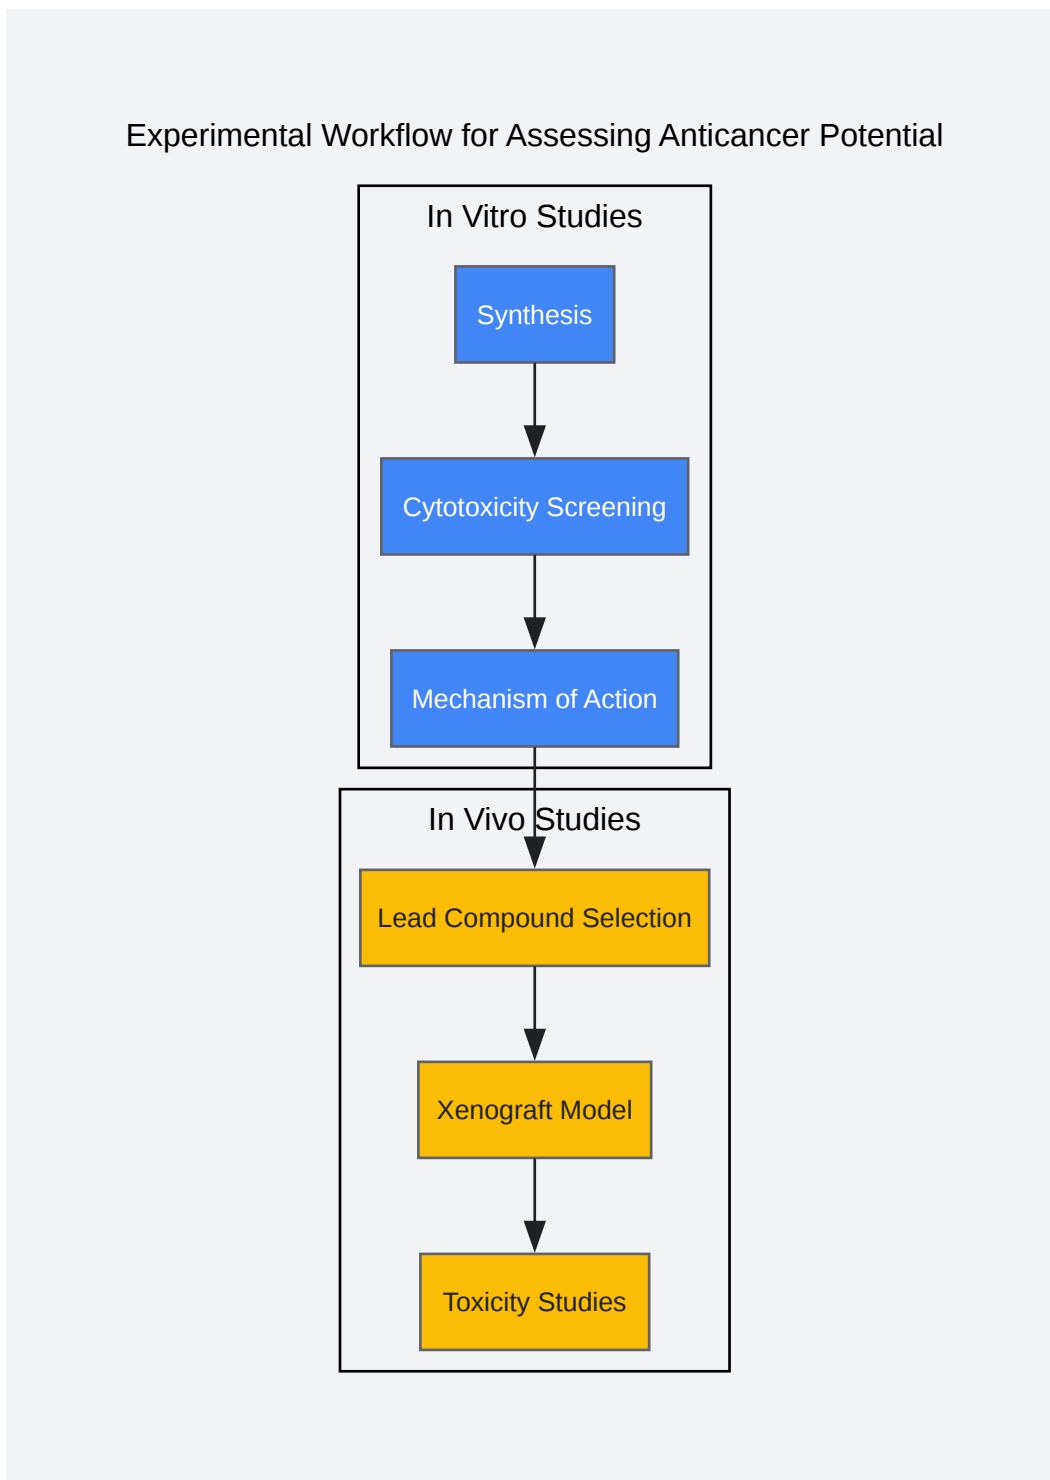 Experimental Workflow for Assessing Anticancer Potential
In Vitro Studies
Synthesis
Cytotoxicity Screening
Mechanism of Action
In Vivo Studies
Lead Compound Selection
Xenograft Model
Toxicity Studies